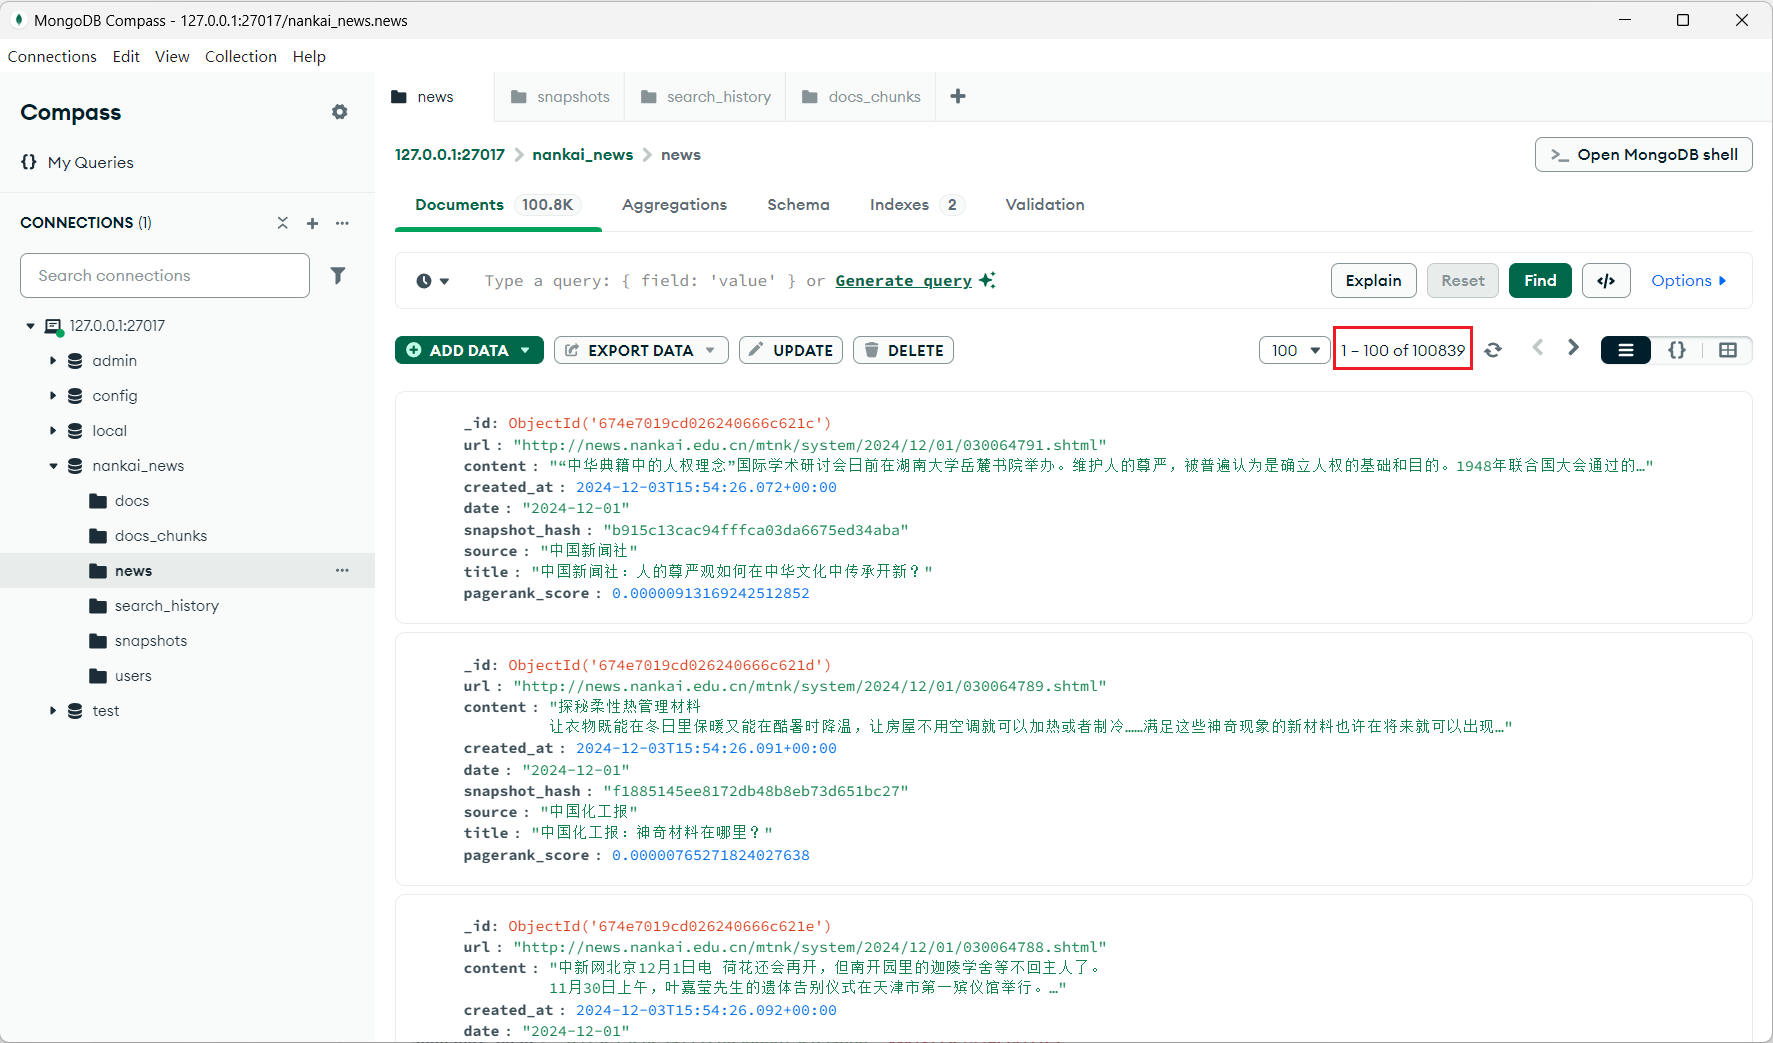 MongoDB Compass - 127.0.0.1:27017/nankai_news.news
Connections Edit View Collection Help
Compass
My Queries
CONNECTIONS (1)
Search connections
127.0.0.1:27017
admin
config
local
nankai_news
docs
docs_chunks
news
search_history
snapshots
users
test
news snapshots search_history docs_chunks
127.0.0.1:27017 > nankai_news > news
>_ Open MongoDB shell
Documents 100.8K Aggregations Schema Indexes 2 Validation
Type a query: { field: 'value' } or Generate query
Explain Reset Find </> Options
ADD DATA EXPORT DATA UPDATE DELETE
100 1 – 100 of 100839
_id: ObjectId('674e7019cd026240666c621c')
url : "http://news.nankai.edu.cn/mtnk/system/2024/12/01/030064791.shtml"
content : "“中华典籍中的人权理念”国际学术研讨会日前在湖南大学岳麓书院举办。维护人的尊严，被普遍认为是确立人权的基础和目的。1948年联合国大会通过的…"
created_at : 2024-12-03T15:54:26.072+00:00
date : "2024-12-01"
snapshot_hash : "b915c13cac94fffca03da6675ed34aba"
source : "中国新闻社"
title : "中国新闻社：人的尊严观如何在中华文化中传承开新？"
pagerank_score : 0.00000913169242512852
_id: ObjectId('674e7019cd026240666c621d')
url : "http://news.nankai.edu.cn/mtnk/system/2024/12/01/030064789.shtml"
content : "探秘柔性热管理材料
让衣物既能在冬日里保暖又能在酷暑时降温，让房屋不用空调就可以加热或者制冷……满足这些神奇现象的新材料也许在将来就可以出现…"
created_at : 2024-12-03T15:54:26.091+00:00
date : "2024-12-01"
snapshot_hash : "f1885145ee8172db48b8eb73d651bc27"
source : "中国化工报"
title : "中国化工报：神奇材料在哪里？"
pagerank_score : 0.00000765271824027638
_id: ObjectId('674e7019cd026240666c621e')
url : "http://news.nankai.edu.cn/mtnk/system/2024/12/01/030064788.shtml"
content : "中新网北京12月1日电 荷花还会再开，但南开园里的迦陵学舍等不回主人了。
11月30日上午，叶嘉莹先生的遗体告别仪式在天津市第一殡仪馆举行。…"
created_at : 2024-12-03T15:54:26.092+00:00
date : "2024-12-01"